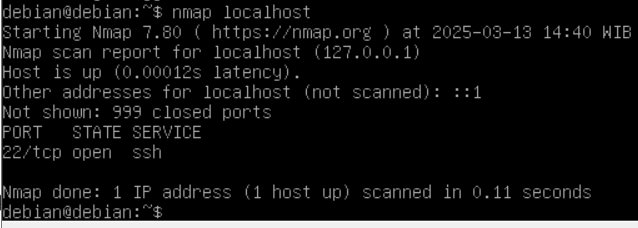 debian@debian:~$ nmap localhost
Starting Nmap 7.80 ( https://nmap.org ) at 2025-03-13 14:40 WIB
Nmap scan report for localhost (127.0.0.1)
Host is up (0.00012s latency).
Other addresses for localhost (not scanned): ::1
Not shown: 999 closed ports
PORT   STATE SERVICE
22/tcp open  ssh

Nmap done: 1 IP address (1 host up) scanned in 0.11 seconds
debian@debian:~$